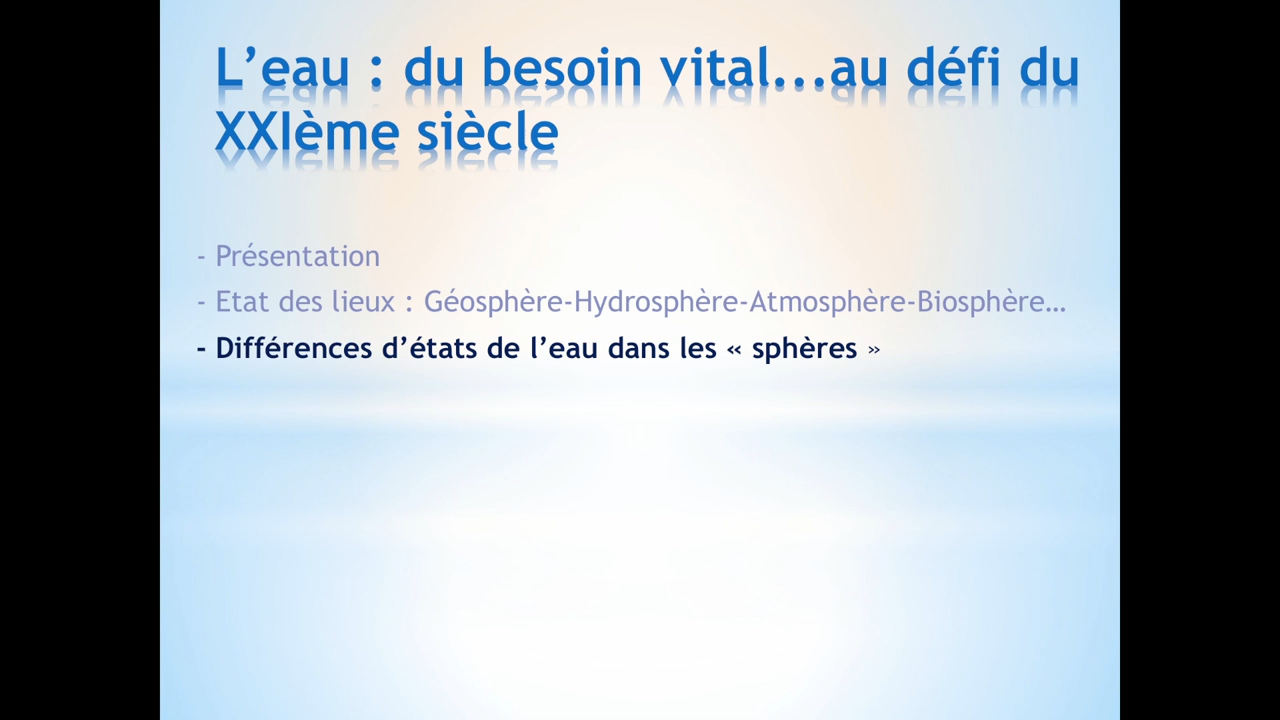 L’eau : du besoin vital...au défi du
XXIème siècle
- Présentation
- Etat des lieux : Géosphère-Hydrosphère-Atmosphère-Biosphère…
- Différences d’états de l’eau dans les « sphères »